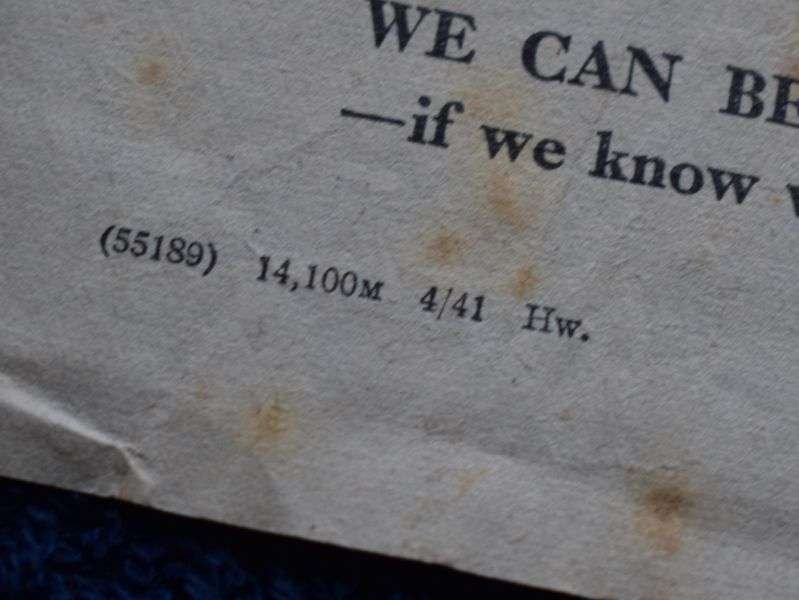 WE CAN BE
—if we know
(55189) 14,100M 4/41 Hw.